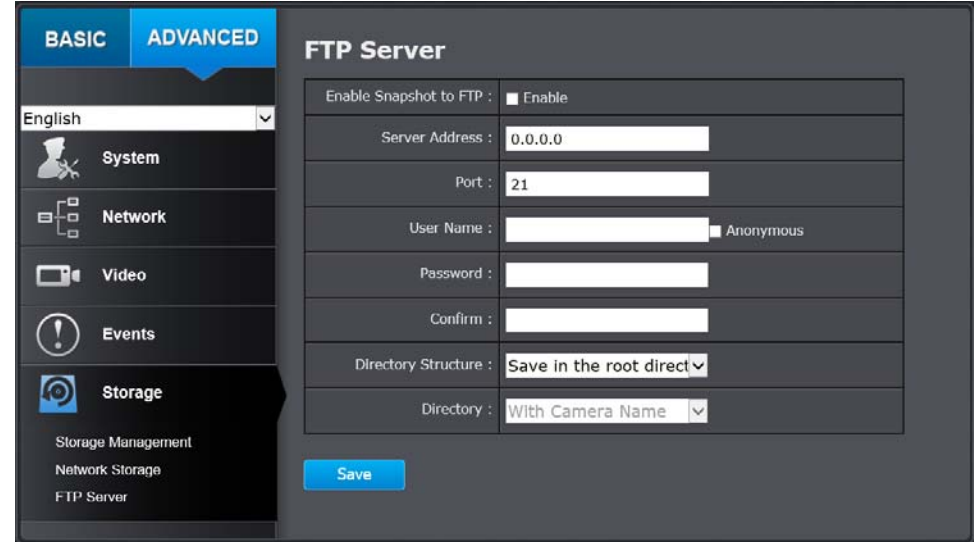 BASIC
ADVANCED
English
System
Network
Video
Events
Storage
Storage Management
Network Storage
FTP Server
FTP Server
Enable Snapshot to FTP : Enable
Server Address : 0.0.0.0
Port : 21
User Name : Anonymous
Password :
Confirm :
Directory Structure : Save in the root direct
Directory : With Camera Name
Save